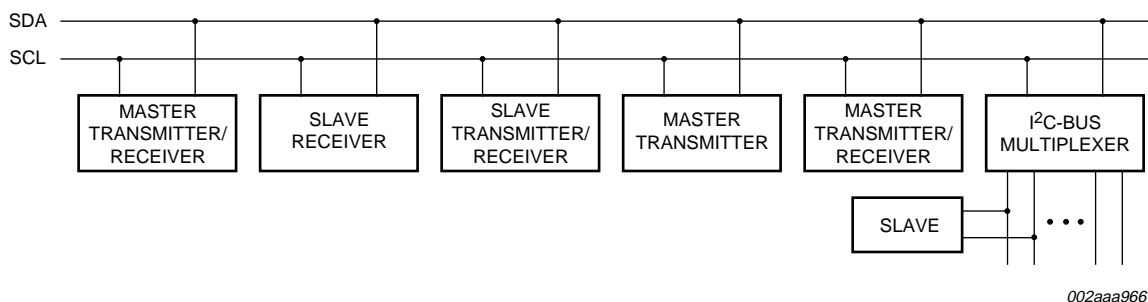 SDA
SCL
MASTER
TRANSMITTER/
RECEIVER
SLAVE
RECEIVER
SLAVE
TRANSMITTER/
RECEIVER
MASTER
TRANSMITTER
MASTER
TRANSMITTER/
RECEIVER
I²C-BUS
MULTIPLEXER
SLAVE
002aaa966